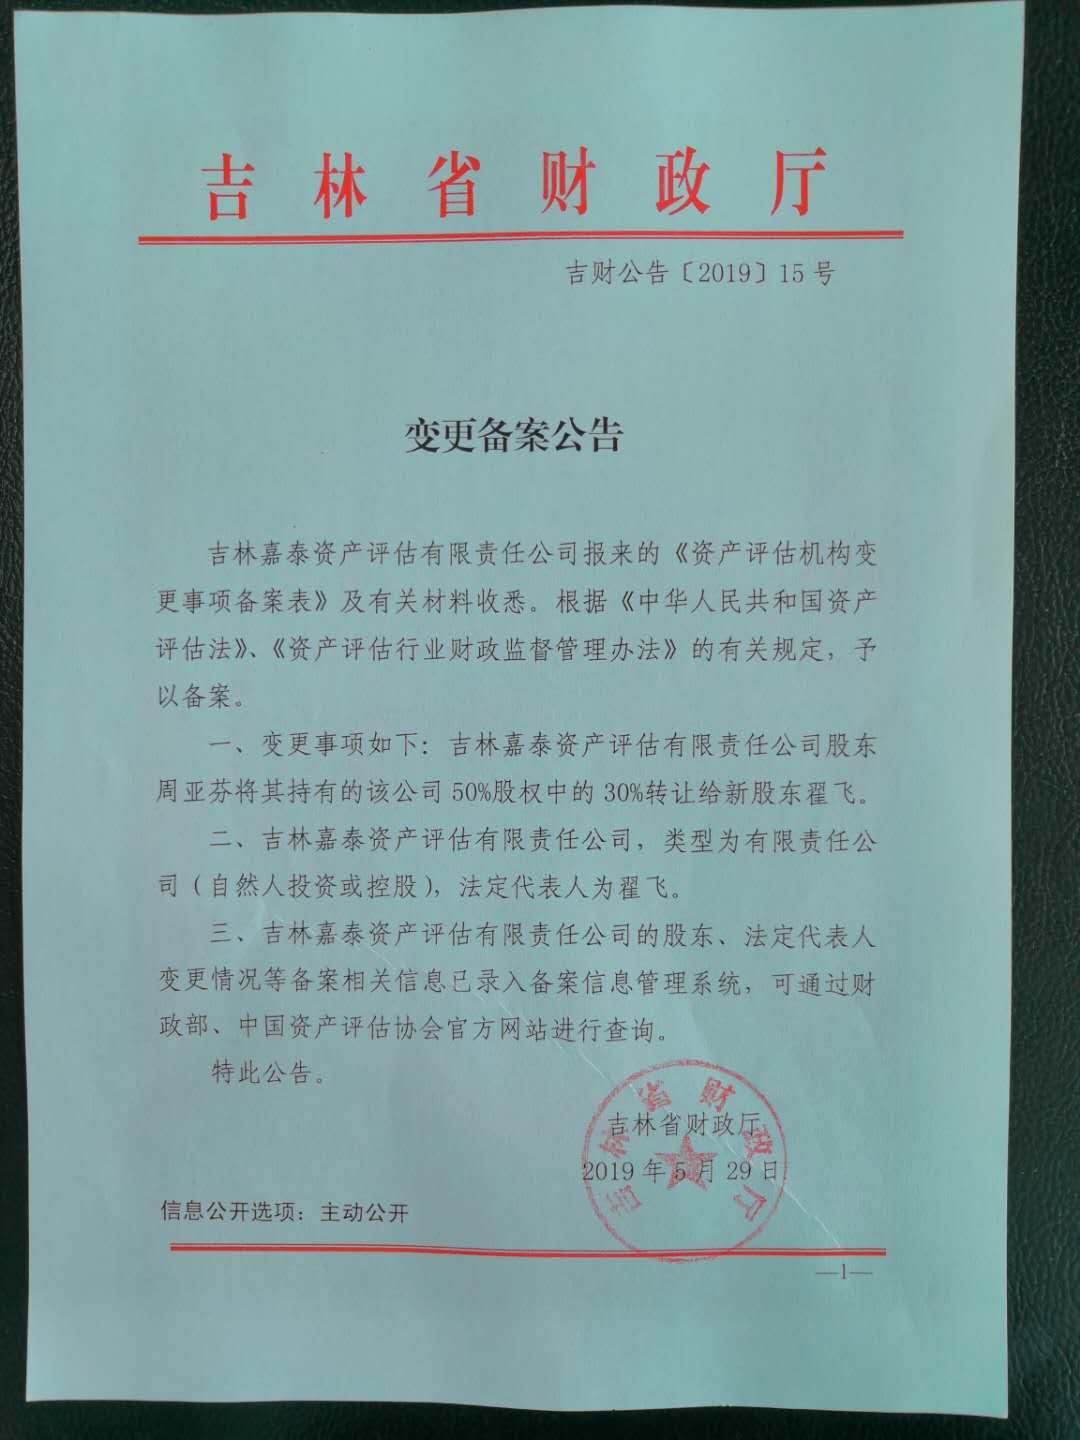 吉林省财政厅
吉财公告〔2019〕15号
变更备案公告
吉林嘉泰资产评估有限责任公司报来的《资产评估机构变
更事项备案表》及有关材料收悉。根据《中华人民共和国资产
评估法》、《资产评估行业财政监督管理办法》的有关规定，予
以备案。
一、变更事项如下：吉林嘉泰资产评估有限责任公司股东
周亚芬将其持有的该公司50%股权中的30%转让给新股东翟飞。
二、吉林嘉泰资产评估有限责任公司，类型为有限责任公
司（自然人投资或控股），法定代表人为翟飞。
三、吉林嘉泰资产评估有限责任公司的股东、法定代表人
变更情况等备案相关信息已录入备案信息管理系统，可通过财
政部、中国资产评估协会官方网站进行查询。
特此公告。
吉林省财政厅
吉林省财政厅
2019年5月29日
信息公开选项：主动公开
—1—